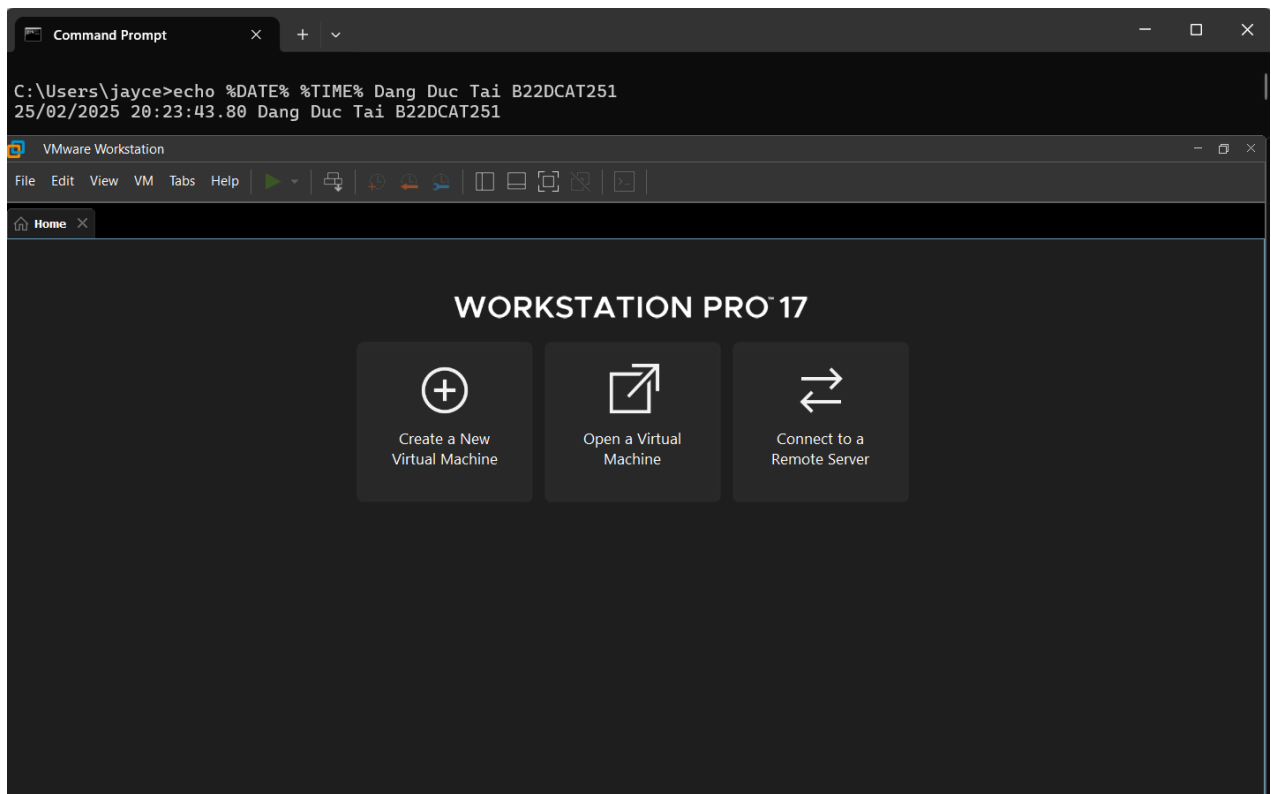 Command Prompt
C:\Users\jayce>echo %DATE% %TIME% Dang Duc Tai B22DCAT251
25/02/2025 20:23:43.80 Dang Duc Tai B22DCAT251
VMware Workstation
File Edit View VM Tabs Help
Home
WORKSTATION PRO™ 17
Create a New
Virtual Machine
Open a Virtual
Machine
Connect to a
Remote Server